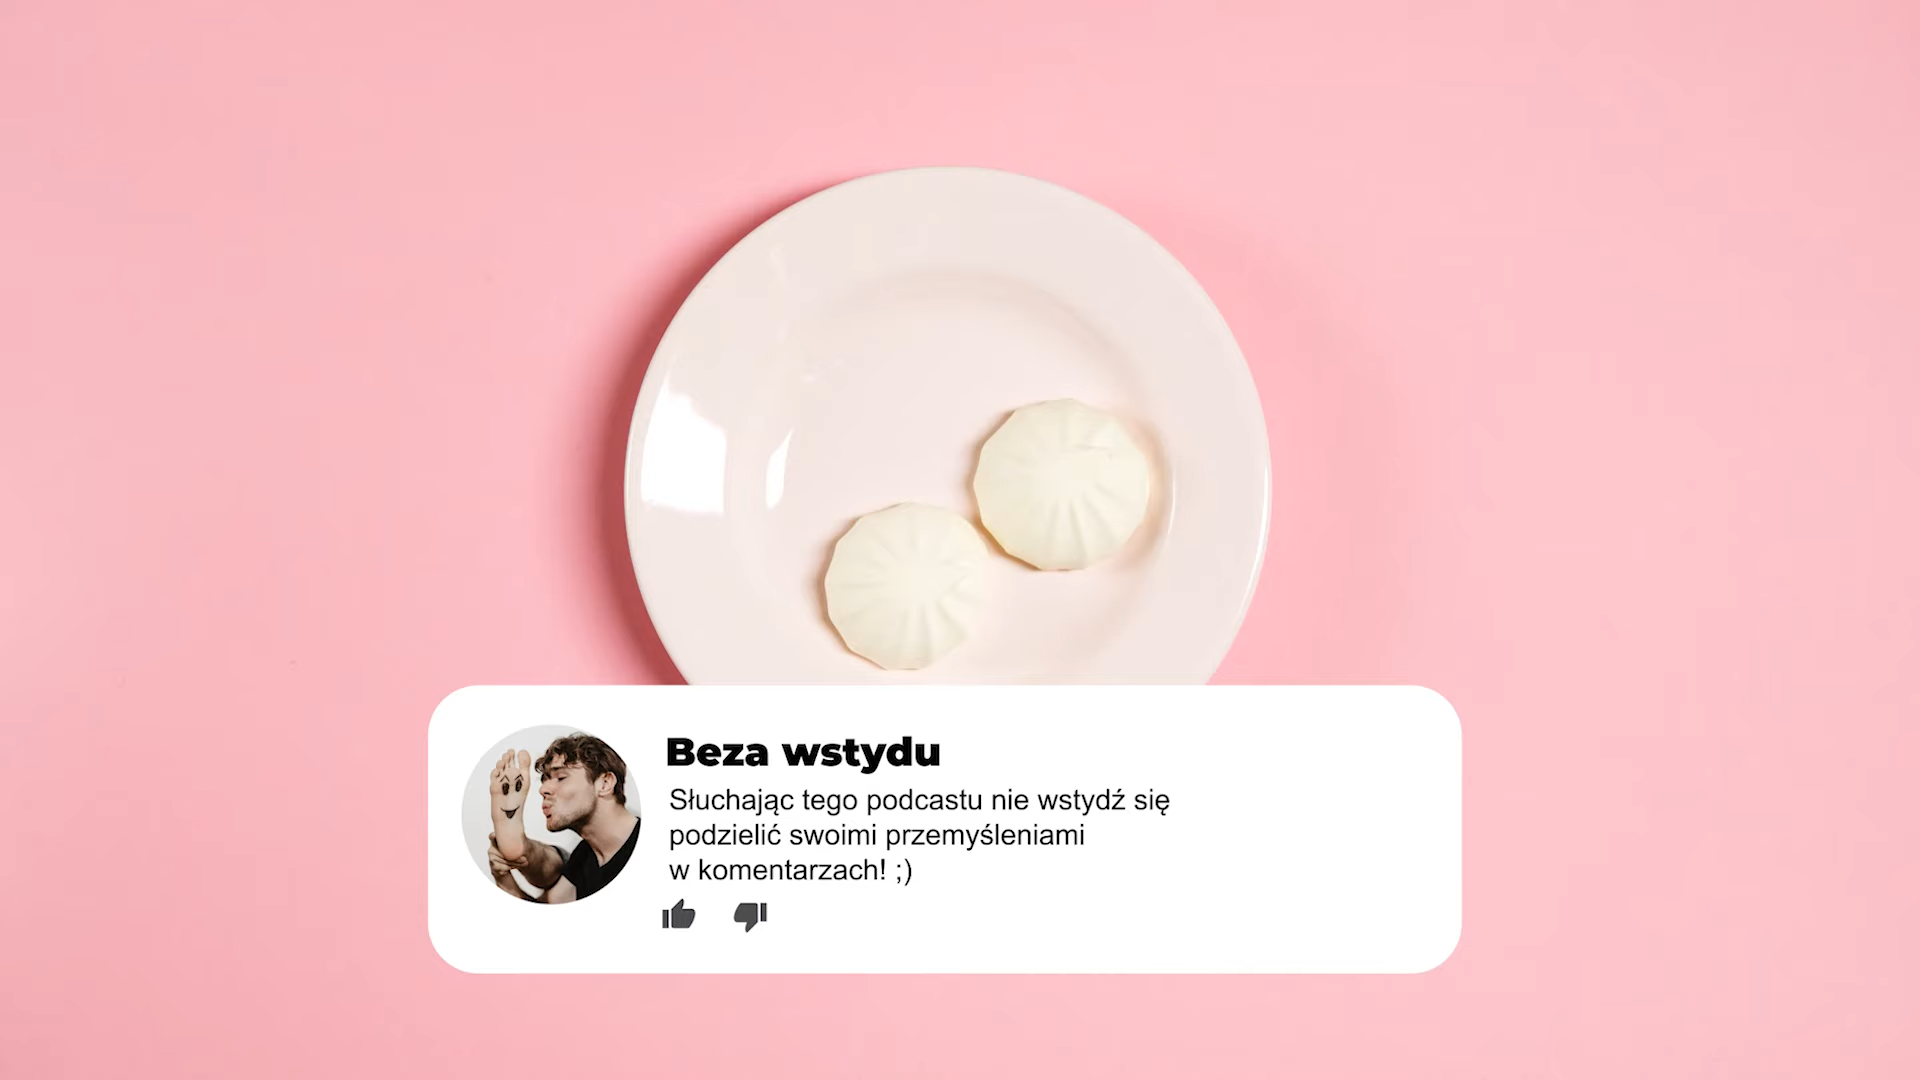 Beza wstydu
Słuchając tego podcastu nie wstydź się
podzielić swoimi przemyśleniami
w komentarzach! ;)